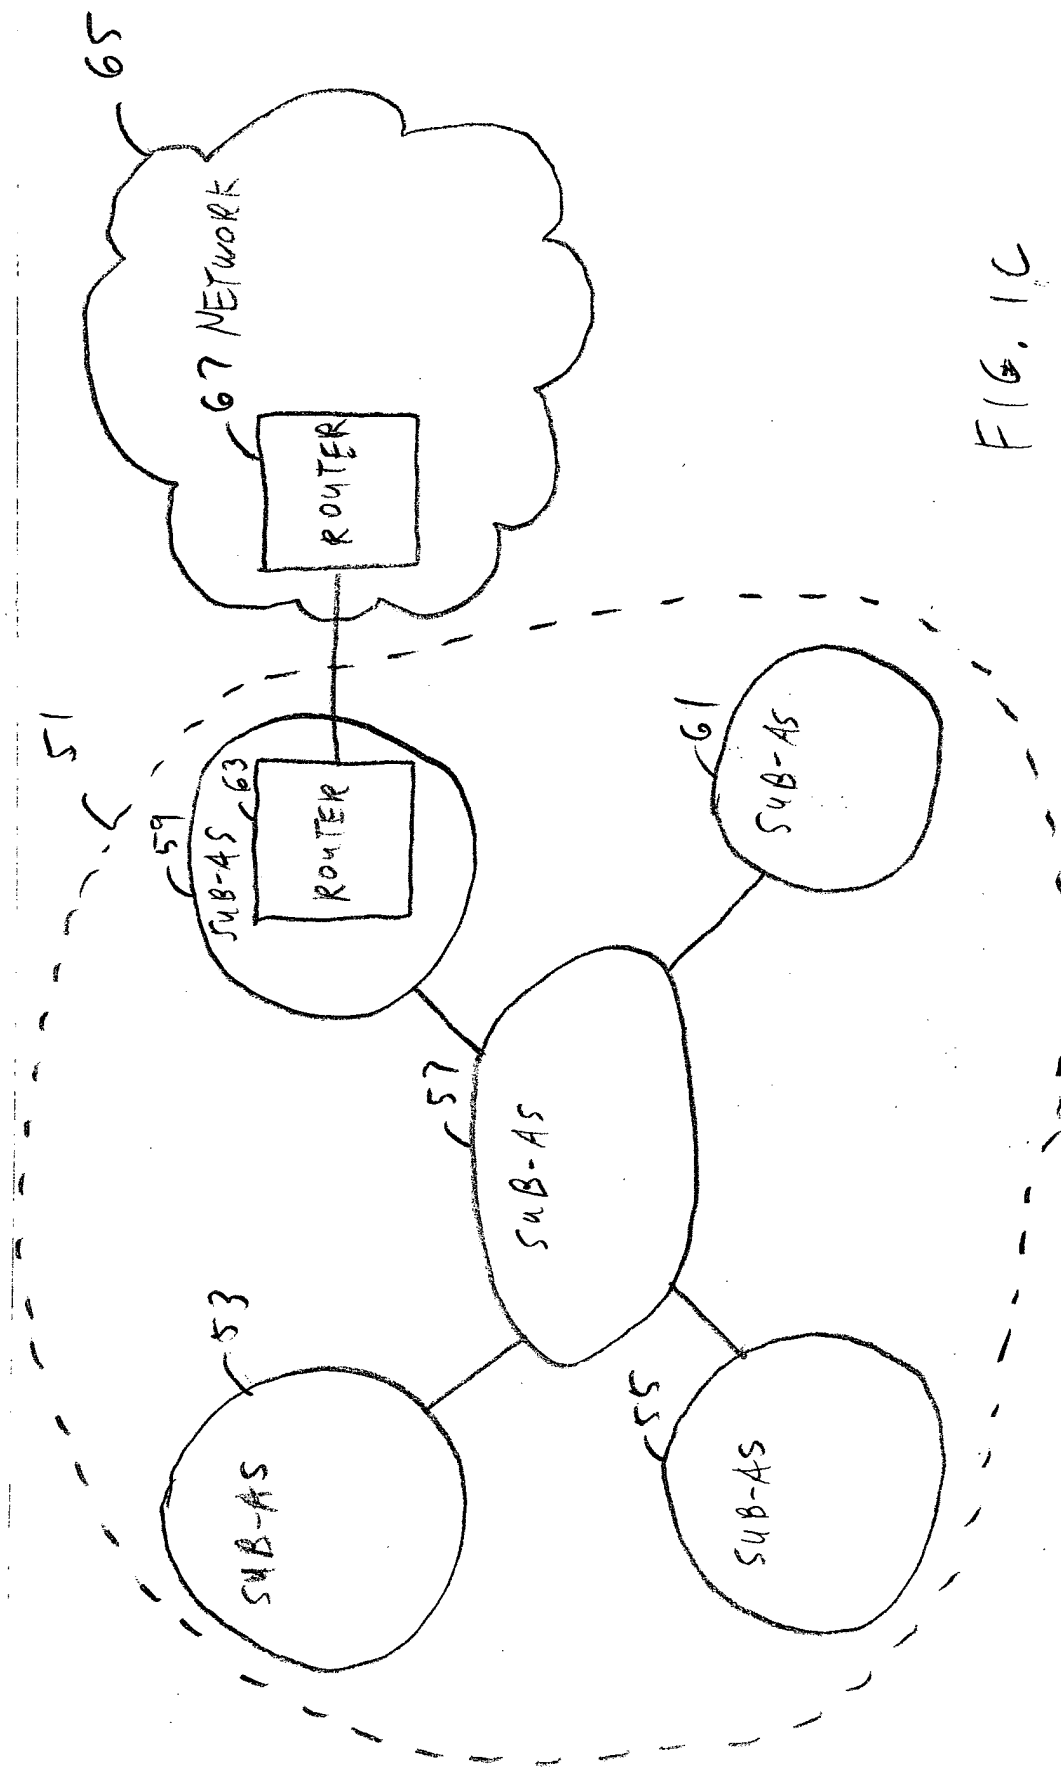 65
67 NETWORK
ROUTER
51
59
SUB-AS
63
ROUTER
61
SUB-AS
57
SUB-AS
53
SUB-AS
55
SUB-AS
FIG. 1C